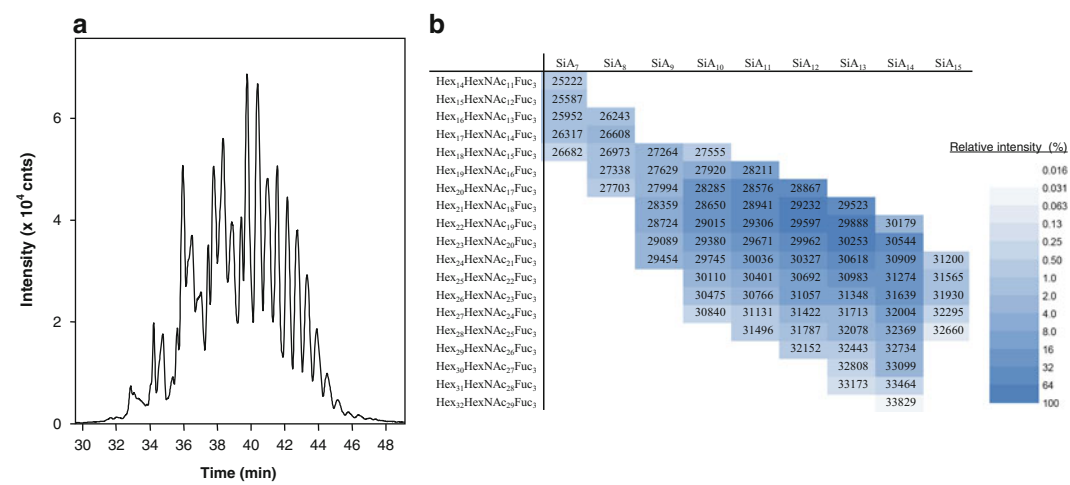 a
b
Intensity (x 10⁴ cnts)
6
4
2
0
30 32 34 36 38 40 42 44 46 48
Time (min)
SiA₇ SiA₈ SiA₉ SiA₁₀ SiA₁₁ SiA₁₂ SiA₁₃ SiA₁₄ SiA₁₅
Hex₁₄HexNAc₁₁Fuc₃ 25222
Hex₁₅HexNAc₁₂Fuc₃ 25587
Hex₁₆HexNAc₁₃Fuc₃ 25952 26243
Hex₁₇HexNAc₁₄Fuc₃ 26317 26608
Hex₁₈HexNAc₁₅Fuc₃ 26682 26973 27264 27555
Hex₁₉HexNAc₁₆Fuc₃ 27338 27629 27920 28211
Hex₂₀HexNAc₁₇Fuc₃ 27703 27994 28285 28576 28867
Hex₂₁HexNAc₁₈Fuc₃ 28359 28650 28941 29232 29523
Hex₂₂HexNAc₁₉Fuc₃ 28724 29015 29306 29597 29888 30179
Hex₂₃HexNAc₂₀Fuc₃ 29089 29380 29671 29962 30253 30544
Hex₂₄HexNAc₂₁Fuc₃ 29454 29745 30036 30327 30618 30909 31200
Hex₂₅HexNAc₂₂Fuc₃ 30110 30401 30692 30983 31274 31565
Hex₂₆HexNAc₂₃Fuc₃ 30475 30766 31057 31348 31639 31930
Hex₂₇HexNAc₂₄Fuc₃ 30840 31131 31422 31713 32004 32295
Hex₂₈HexNAc₂₅Fuc₃ 31496 31787 32078 32369 32660
Hex₂₉HexNAc₂₆Fuc₃ 32152 32443 32734
Hex₃₀HexNAc₂₇Fuc₃ 32808 33099
Hex₃₁HexNAc₂₈Fuc₃ 33173 33464
Hex₃₂HexNAc₂₉Fuc₃ 33829
Relative intensity (%)
0.016
0.031
0.063
0.13
0.25
0.50
1.0
2.0
4.0
8.0
16
32
64
100